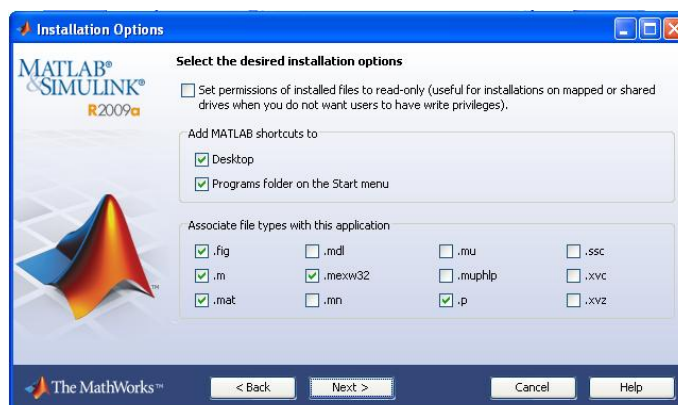 Installation Options
MATLAB®
&SIMULINK®
R2009a
Select the desired installation options
Set permissions of installed files to read-only (useful for installations on mapped or shared
drives when you do not want users to have write privileges).
Add MATLAB shortcuts to
Desktop
Programs folder on the Start menu
Associate file types with this application
.fig .mdl .mu .ssc
.m .mexw32 .muphlp .xvc
.mat .mn .p .xvz
TM
The MathWorks™ < Back Next > Cancel Help